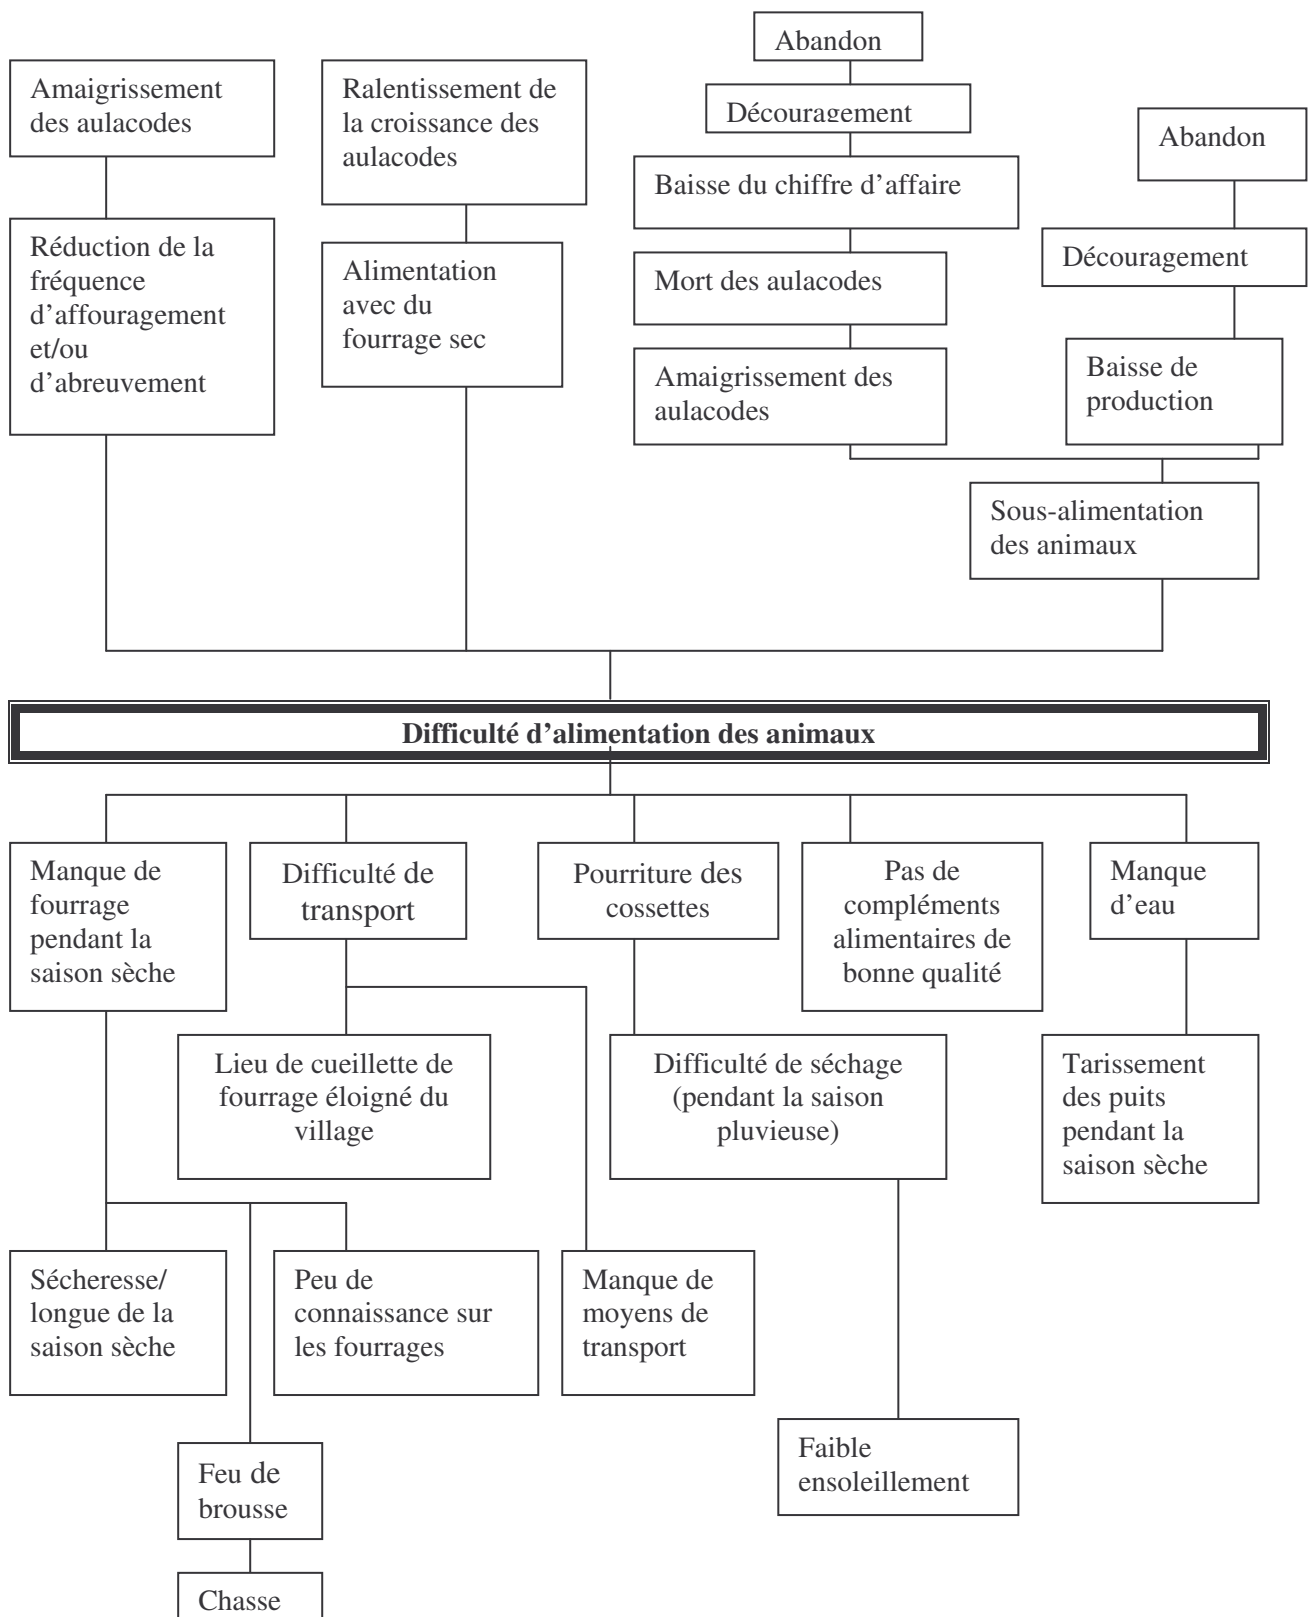 Abandon
Amaigrissement
des aulacodes
Ralentissement de
la croissance des
aulacodes
Découragement
Abandon
Baisse du chiffre d’affaire
Réduction de la
fréquence
d’affouragement
et/ou
d’abreuvement
Alimentation
avec du
fourrage sec
Mort des aulacodes
Découragement
Amaigrissement des
aulacodes
Baisse de
production
Sous-alimentation
des animaux
Difficulté d’alimentation des animaux
Manque de
fourrage
pendant la
saison sèche
Difficulté de
transport
Pourriture des
cossettes
Pas de
compléments
alimentaires de
bonne qualité
Manque
d’eau
Lieu de cueillette de
fourrage éloigné du
village
Difficulté de séchage
(pendant la saison
pluvieuse)
Tarissement
des puits
pendant la
saison sèche
Sécheresse/
longue de la
saison sèche
Peu de
connaissance sur
les fourrages
Manque de
moyens de
transport
Feu de
brousse
Faible
ensoleillement
Chasse